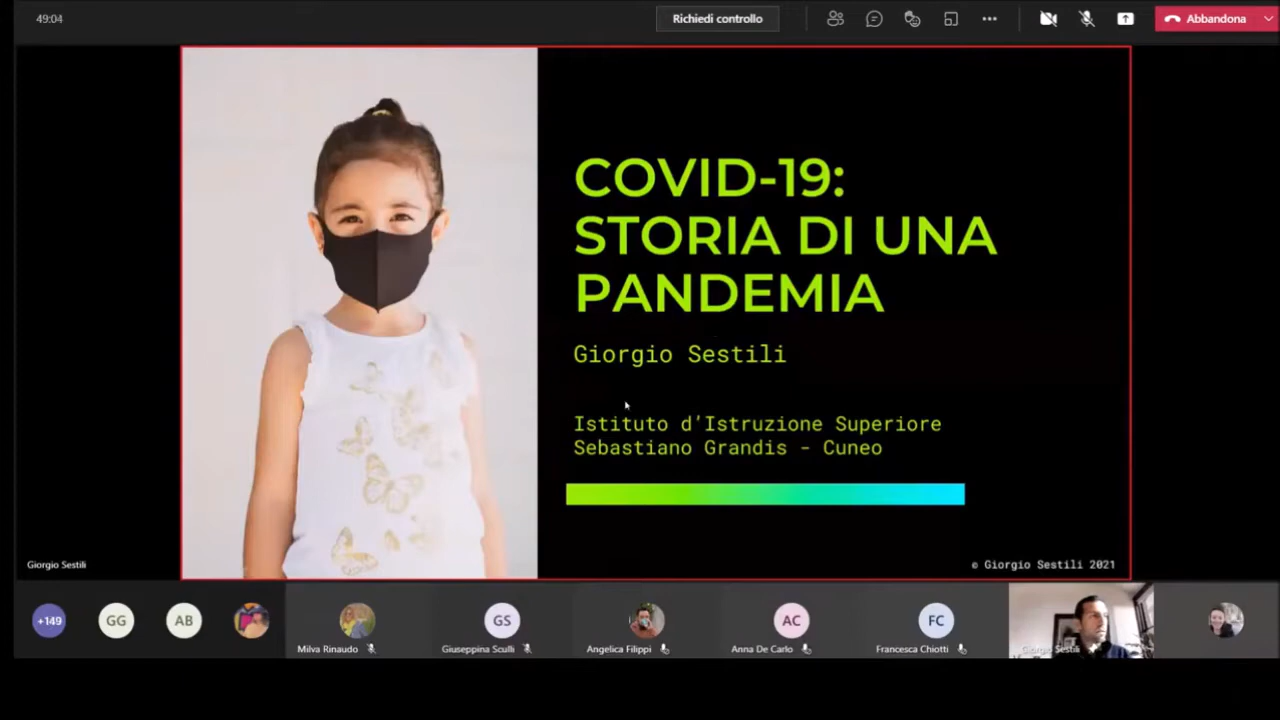 49:04
Richiedi controllo
Abbandona
COVID-19:
STORIA DI UNA
PANDEMIA
Giorgio Sestili
Istituto d'Istruzione Superiore
Sebastiano Grandis - Cuneo
Giorgio Sestili
© Giorgio Sestili 2021
+149
GG
AB
GS
AC
FC
Milva Rinaudo
Giuseppina Sculli
Angelica Filippi
Anna De Carlo
Francesca Chiotti
Giorgio Sestili